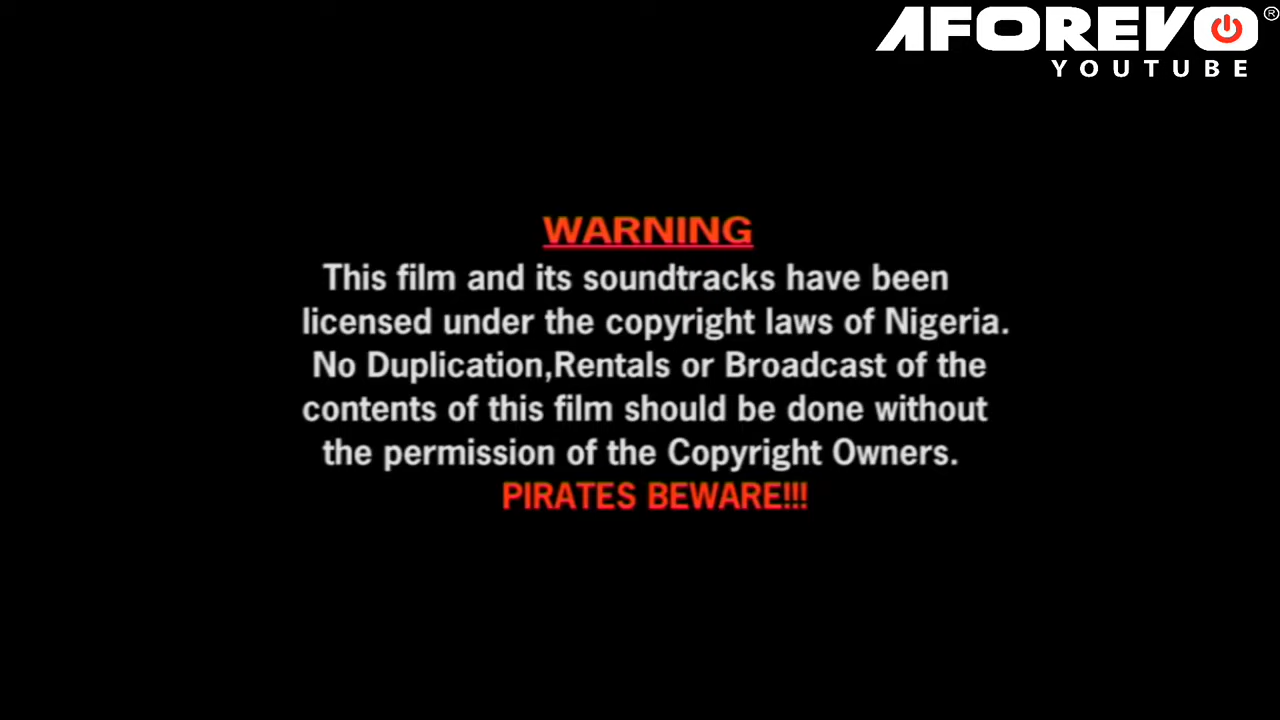 AFOREVO®
YOUTUBE
WARNING
This film and its soundtracks have been
licensed under the copyright laws of Nigeria.
No Duplication,Rentals or Broadcast of the
contents of this film should be done without
the permission of the Copyright Owners.
PIRATES BEWARE!!!